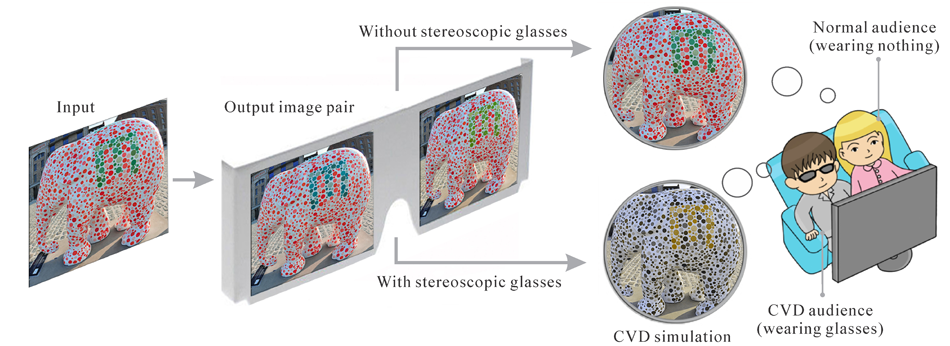 Input
Output image pair
Without stereoscopic glasses
With stereoscopic glasses
CVD simulation
Normal audience
(wearing nothing)
CVD audience
(wearing glasses)